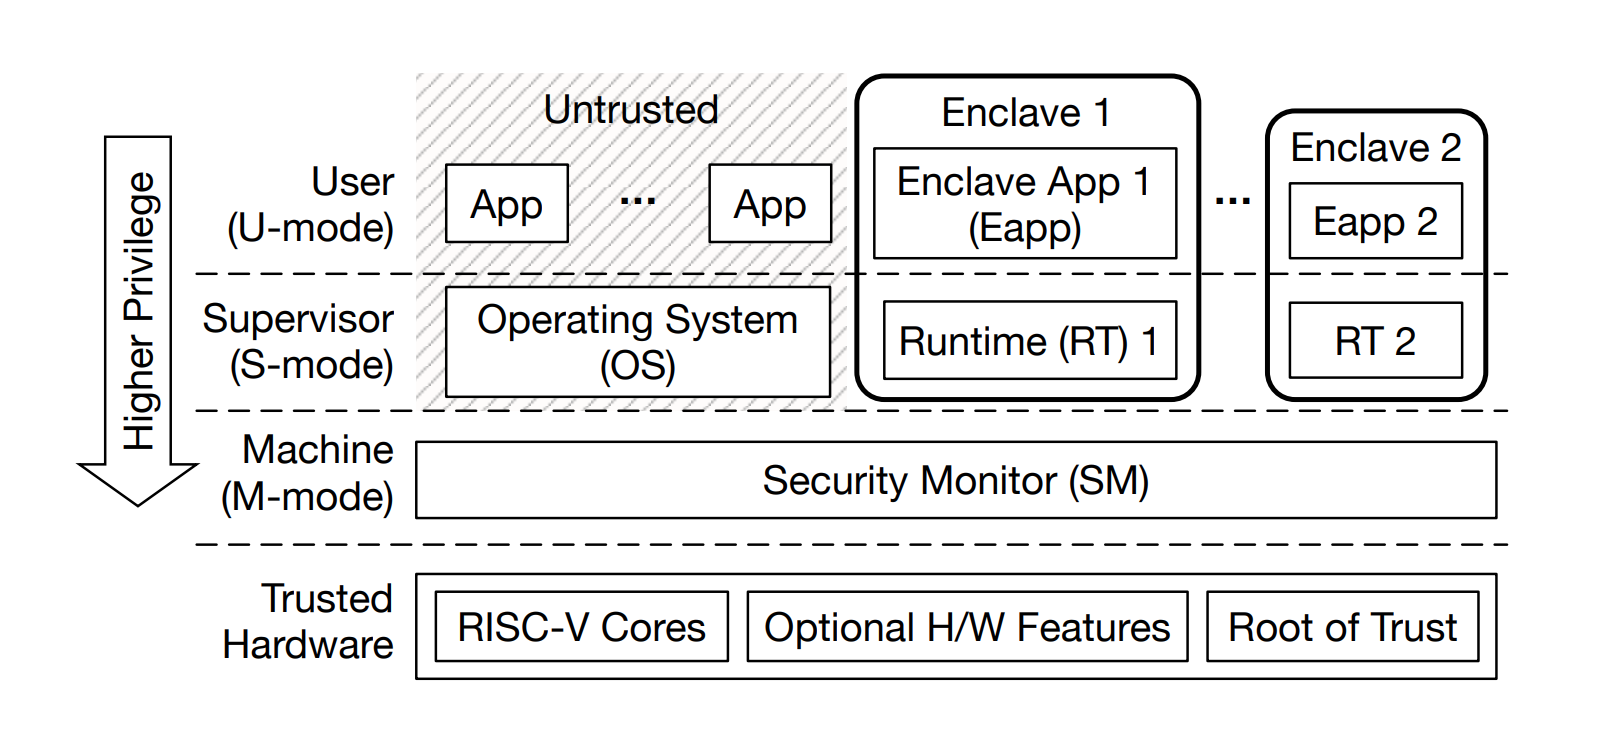 Higher Privilege
Untrusted
Enclave 1
Enclave 2
User
(U-mode)
App
...
App
Enclave App 1
(Eapp)
...
Eapp 2
Supervisor
(S-mode)
Operating System
(OS)
Runtime (RT) 1
RT 2
Machine
(M-mode)
Security Monitor (SM)
Trusted
Hardware
RISC-V Cores
Optional H/W Features
Root of Trust